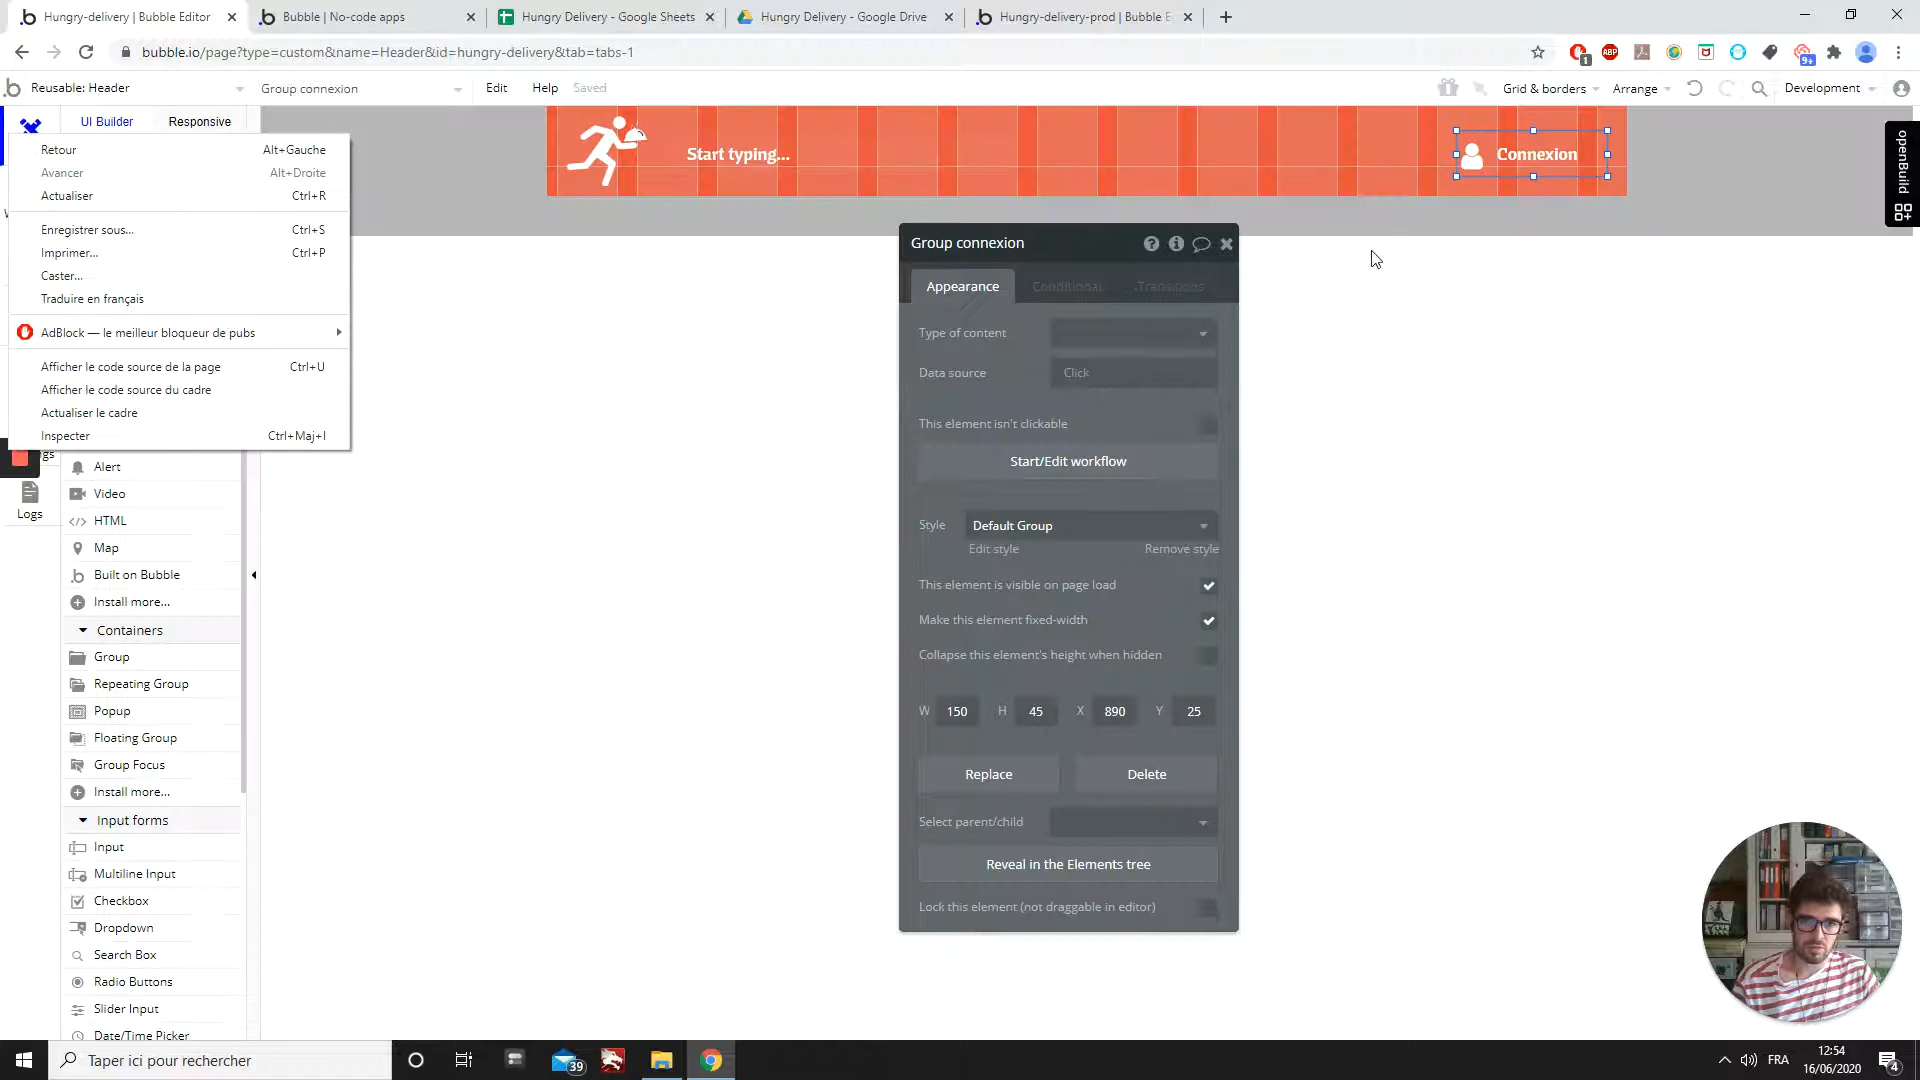 Hungry-delivery | Bubble Editor
Bubble | No-code apps
Hungry Delivery - Google Sheets
Hungry Delivery - Google Drive
Hungry-delivery-prod | Bubble E
bubble.io/page?type=custom&name=Header&id=hungry-delivery&tab=tabs-1
1
ABP
9+
Reusable: Header
Group connexion
Edit
Help
Saved
Grid & borders
Arrange
Development
UI Builder
Responsive
Start typing...
Connexion
openBuild
Retour
Alt+Gauche
Avancer
Alt+Droite
Actualiser
Ctrl+R
Enregistrer sous...
Ctrl+S
Imprimer...
Ctrl+P
Caster...
Traduire en français
AdBlock — le meilleur bloqueur de pubs
Afficher le code source de la page
Ctrl+U
Afficher le code source du cadre
Actualiser le cadre
Inspecter
Ctrl+Maj+I
Logs
Alert
Video
HTML
Map
Built on Bubble
Install more...
Containers
Group
Repeating Group
Popup
Floating Group
Group Focus
Install more...
Input forms
Input
Multiline Input
Checkbox
Dropdown
Search Box
Radio Buttons
Slider Input
Date/Time Picker
Group connexion
Appearance
Conditional
Transitions
Type of content
Data source
Click
This element isn't clickable
Start/Edit workflow
Style
Default Group
Edit style
Remove style
This element is visible on page load
Make this element fixed-width
Collapse this element's height when hidden
W 150 H 45 X 890 Y 25
Replace
Delete
Select parent/child
Reveal in the Elements tree
Lock this element (not draggable in editor)
Taper ici pour rechercher
39
FRA
12:54
16/06/2020
4